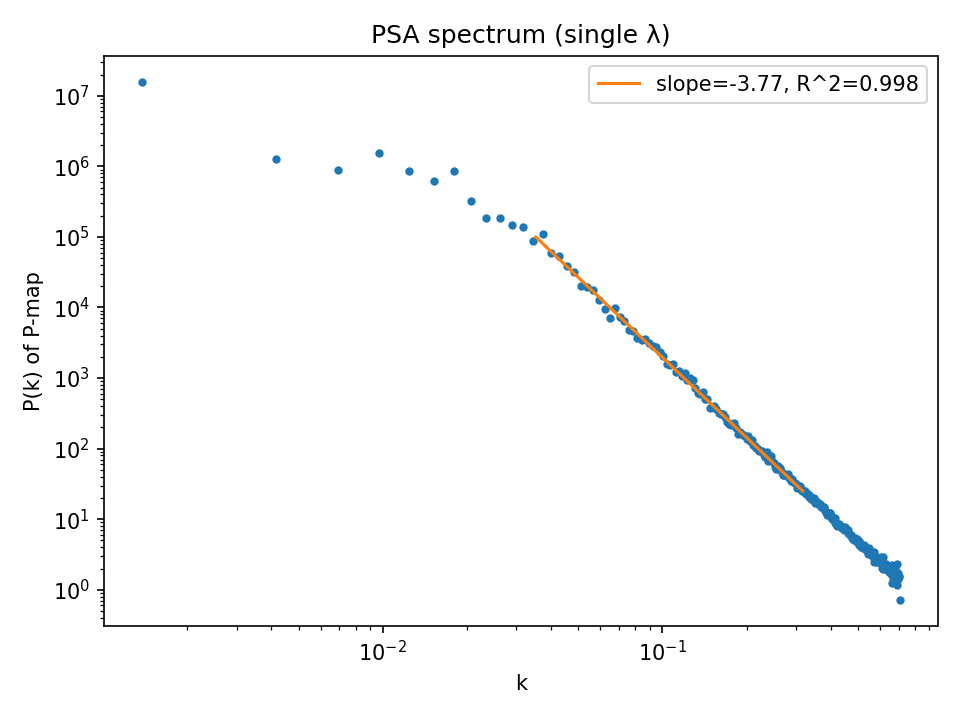 PSA spectrum (single λ)
slope=-3.77, R^2=0.998
P(k) of P-map
10^7
10^6
10^5
10^4
10^3
10^2
10^1
10^0
10^-2
10^-1
k